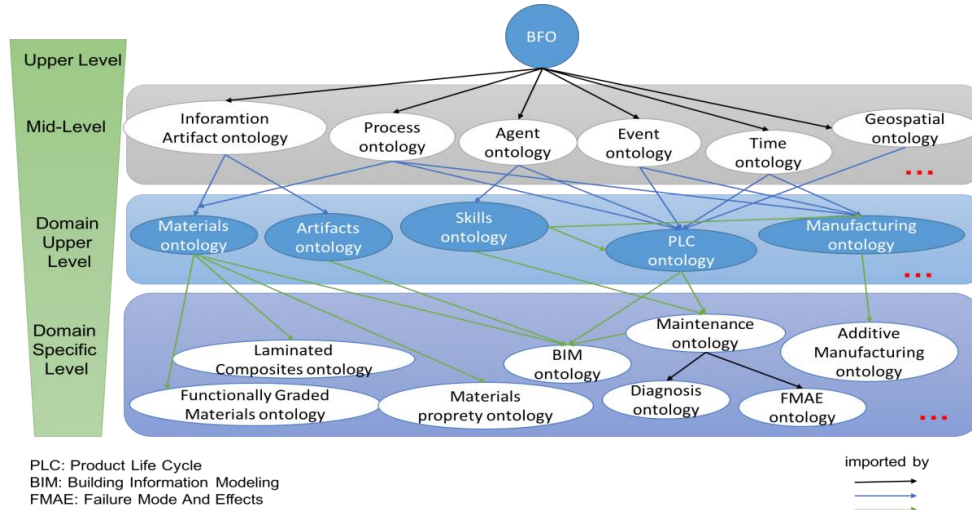 BFO
Upper Level
Mid-Level
Inforamtion
Artifact ontology
Process
ontology
Agent
ontology
Event
ontology
Time
ontology
Geospatial
ontology
...
Domain
Upper
Level
Materials
ontology
Artifacts
ontology
Skills
ontology
PLC
ontology
Manufacturing
ontology
...
Domain
Specific
Level
Laminated
Composites ontology
Functionally Graded
Materials ontology
Materials
proprety ontology
BIM
ontology
Maintenance
ontology
Diagnosis
ontology
FMAE
ontology
Additive
Manufacturing
ontology
...
PLC: Product Life Cycle
BIM: Building Information Modeling
FMAE: Failure Mode And Effects
imported by